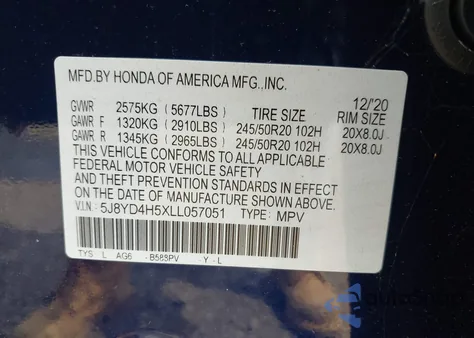 MFD.BY HONDA OF AMERICA MFG.,INC.
12/'20
GVWR 2575KG (5677LBS) TIRE SIZE RIM SIZE
GAWR F 1320KG (2910LBS) 245/50R20 102H 20X8.0J
GAWR R 1345KG (2965LBS) 245/50R20 102H 20X8.0J
THIS VEHICLE CONFORMS TO ALL APPLICABLE
FEDERAL MOTOR VEHICLE SAFETY
AND THEFT PREVENTION STANDARDS IN EFFECT
ON THE DATE OF MANUFACTURE SHOWN ABOVE.
V.I.N.: 5J8YD4H5XLL057051 TYPE: MPV
TYS L AG6 B588PV Y-L